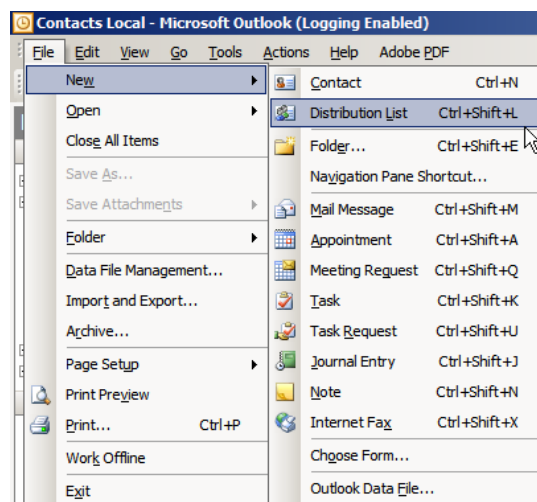 Contacts Local - Microsoft Outlook (Logging Enabled)
File Edit View Go Tools Actions Help Adobe PDF
New
Open
Close All Items
Save As...
Save Attachments
Folder
Data File Management...
Import and Export...
Archive...
Page Setup
Print Preview
Print... Ctrl+P
Work Offline
Exit
Contact Ctrl+N
Distribution List Ctrl+Shift+L
Folder... Ctrl+Shift+E
Navigation Pane Shortcut...
Mail Message Ctrl+Shift+M
Appointment Ctrl+Shift+A
Meeting Request Ctrl+Shift+Q
Task Ctrl+Shift+K
Task Request Ctrl+Shift+U
Journal Entry Ctrl+Shift+J
Note Ctrl+Shift+N
Internet Fax Ctrl+Shift+X
Choose Form...
Outlook Data File...